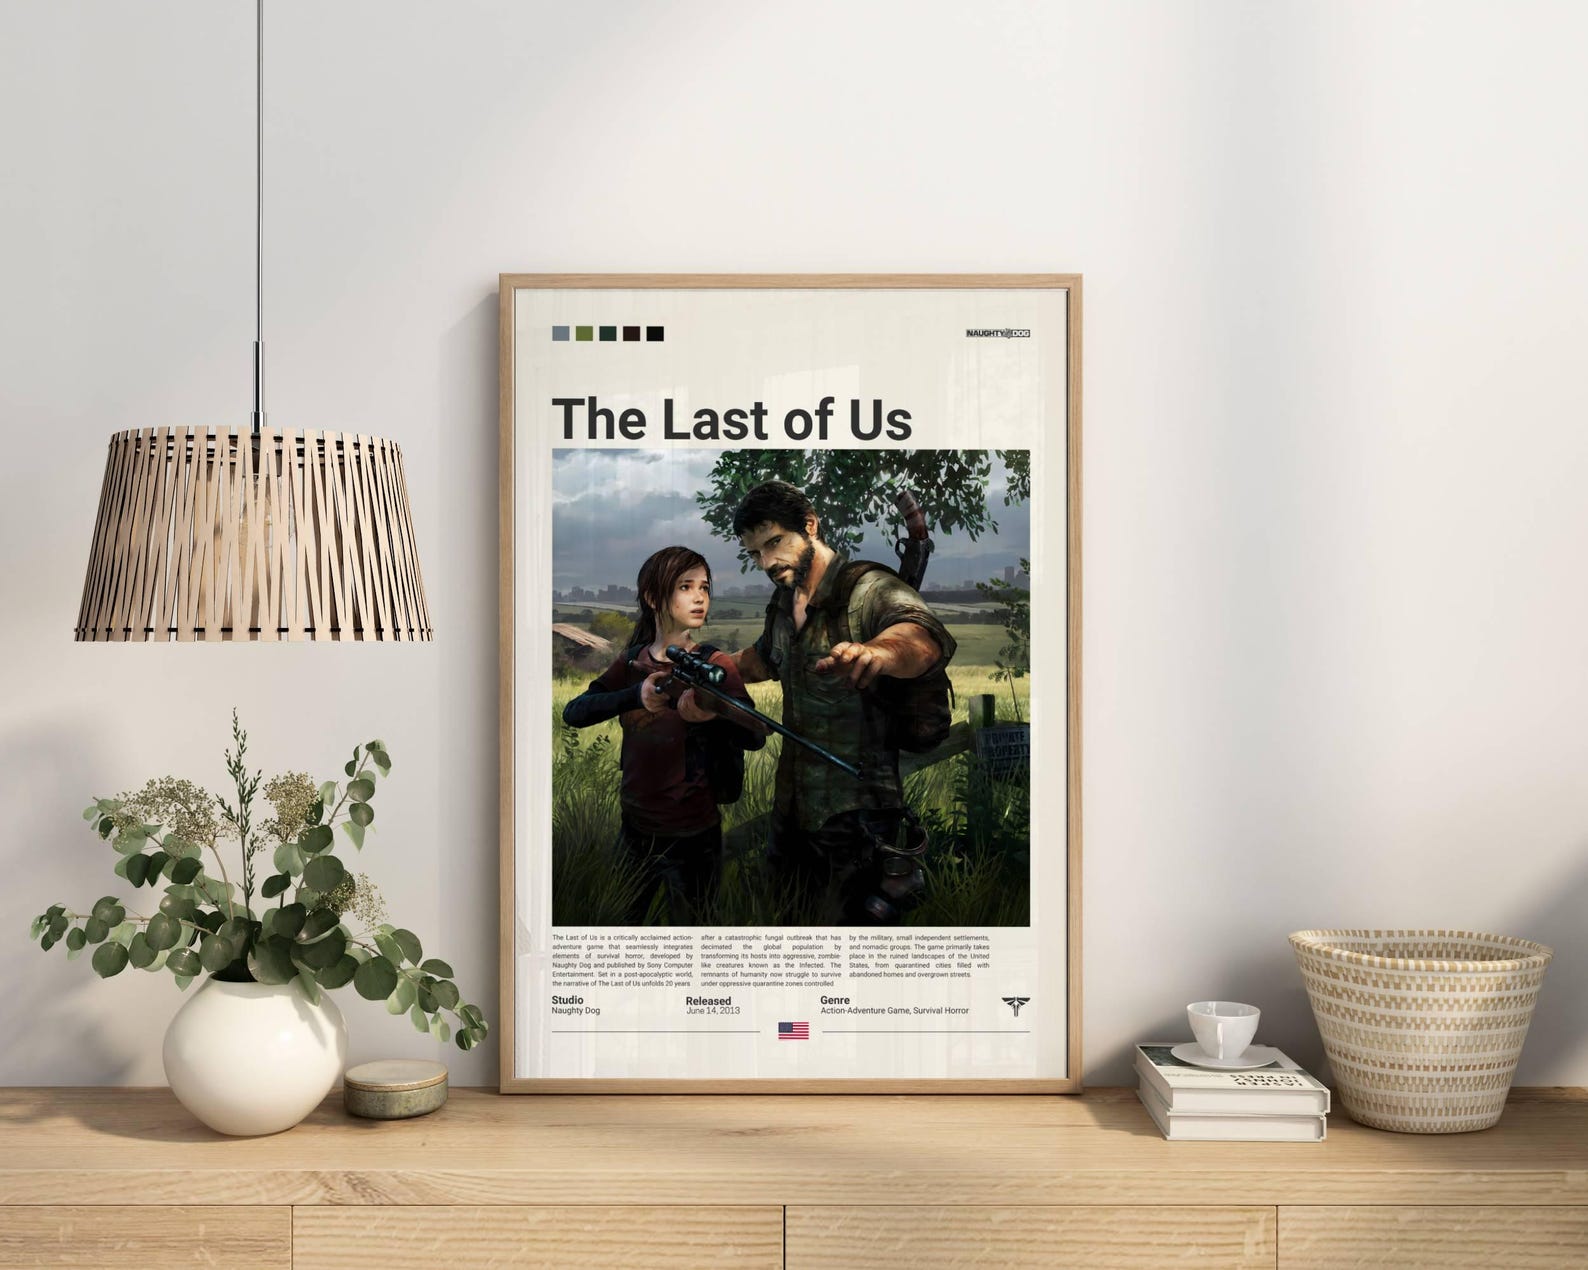 NAUGHTY DOG
The Last of Us
PRIVATE
PROPERTY
The Last of Us is a critically acclaimed action-
adventure game that seamlessly integrates
elements of survival horror, developed by
Naughty Dog and published by Sony Computer
Entertainment. Set in a post-apocalyptic world,
the narrative of The Last of Us unfolds 20 years
after a catastrophic fungal outbreak that has
decimated the global population by
transforming its hosts into aggressive, zombie-
like creatures known as the Infected. The
remnants of humanity now struggle to survive
under oppressive quarantine zones controlled
by the military, small independent settlements,
and nomadic groups. The game primarily takes
place in the ruined landscapes of the United
States, from quarantined cities filled with
abandoned homes and overgrown streets.
Studio
Naughty Dog
Released
June 14, 2013
Genre
Action-Adventure Game, Survival Horror
JASPER
JOHNS/
IN PRESS